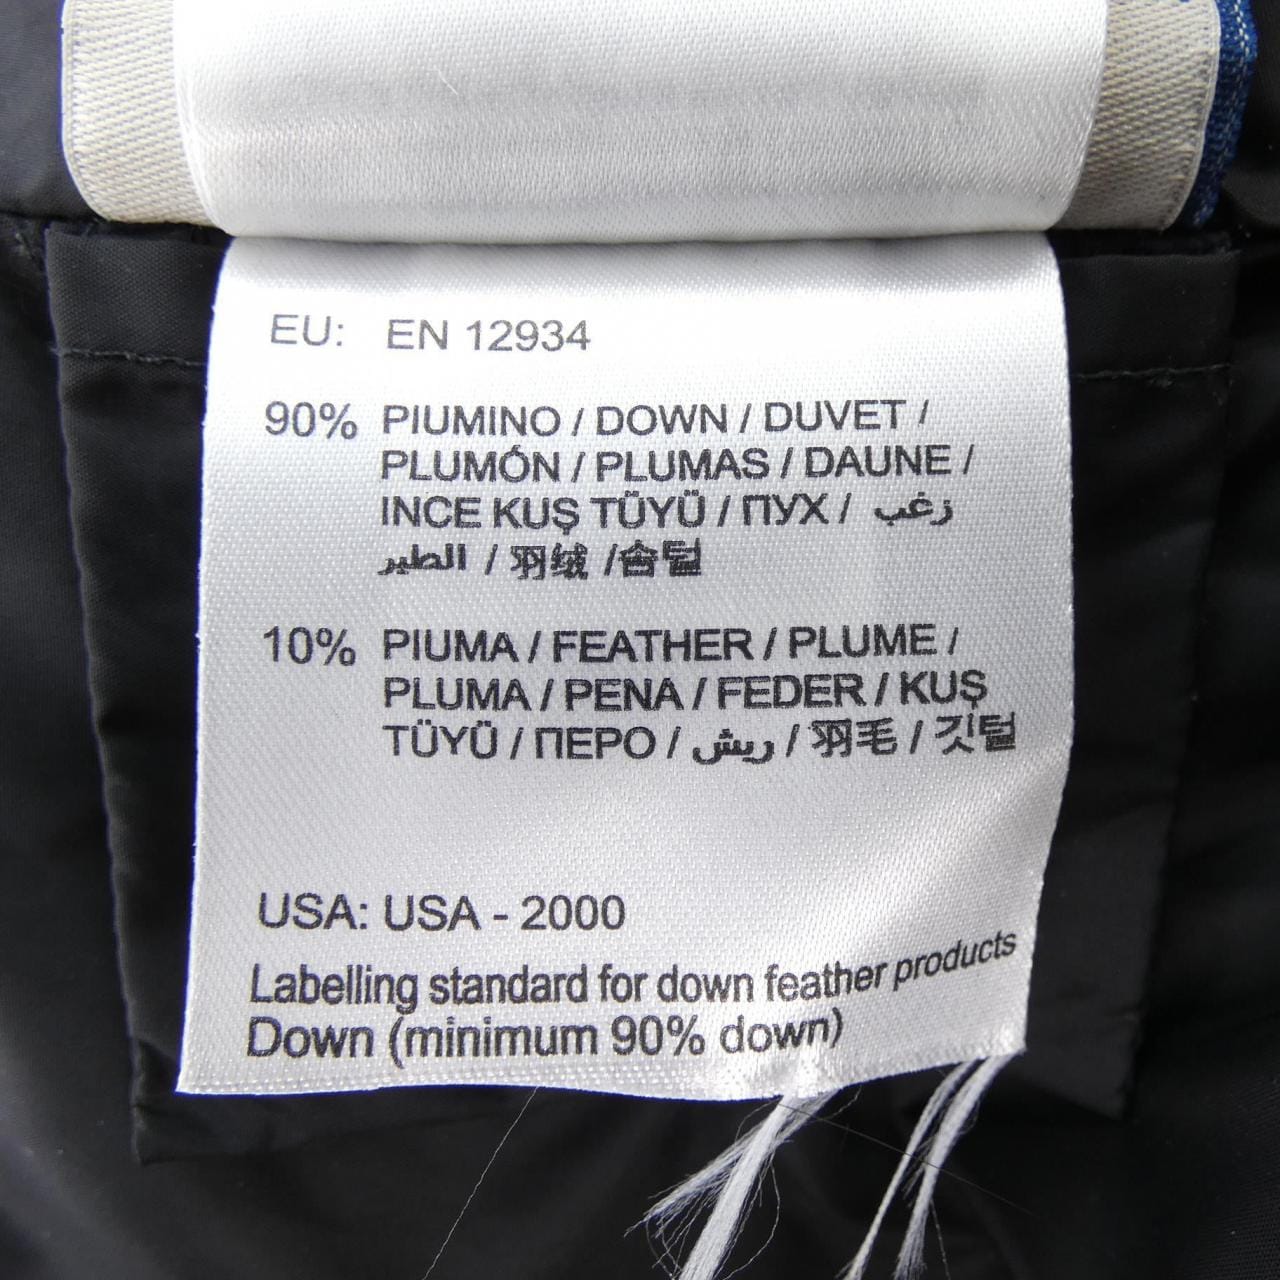 EU: EN 12934
90% PIUMINO / DOWN / DUVET /
PLUMÓN / PLUMAS / DAUNE /
INCE KUŞ TÜYÜ / ПУХ / زغب
الطير / 羽绒 /솜털
10% PIUMA / FEATHER / PLUME /
PLUMA / PENA / FEDER / KUŞ
TÜYÜ / ПЕРО / ريش / 羽毛 / 깃털
USA: USA - 2000
Labelling standard for down feather products
Down (minimum 90% down)